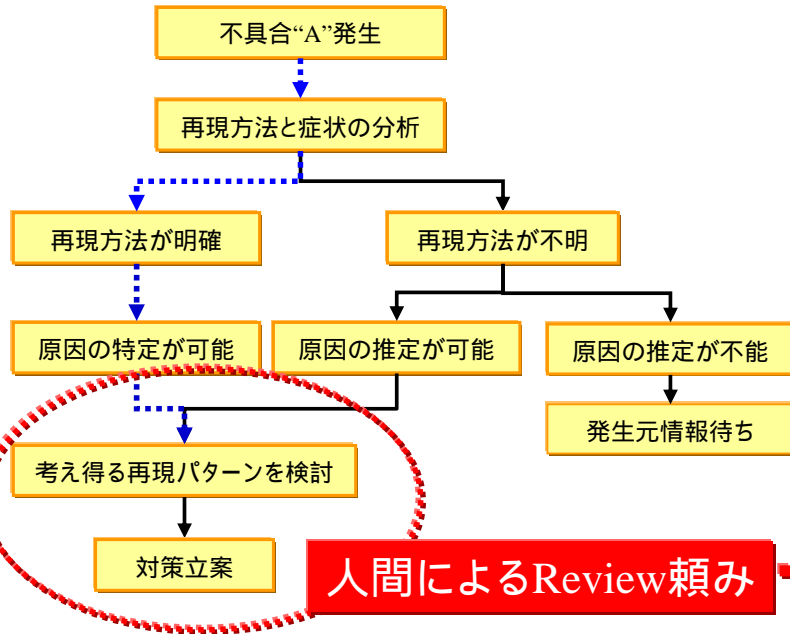 不具合“A”発生
再現方法と症状の分析
再現方法が明確
再現方法が不明
原因の特定が可能
原因の推定が可能
原因の推定が不能
発生元情報待ち
考え得る再現パターンを検討
対策立案
人間によるReview頼み